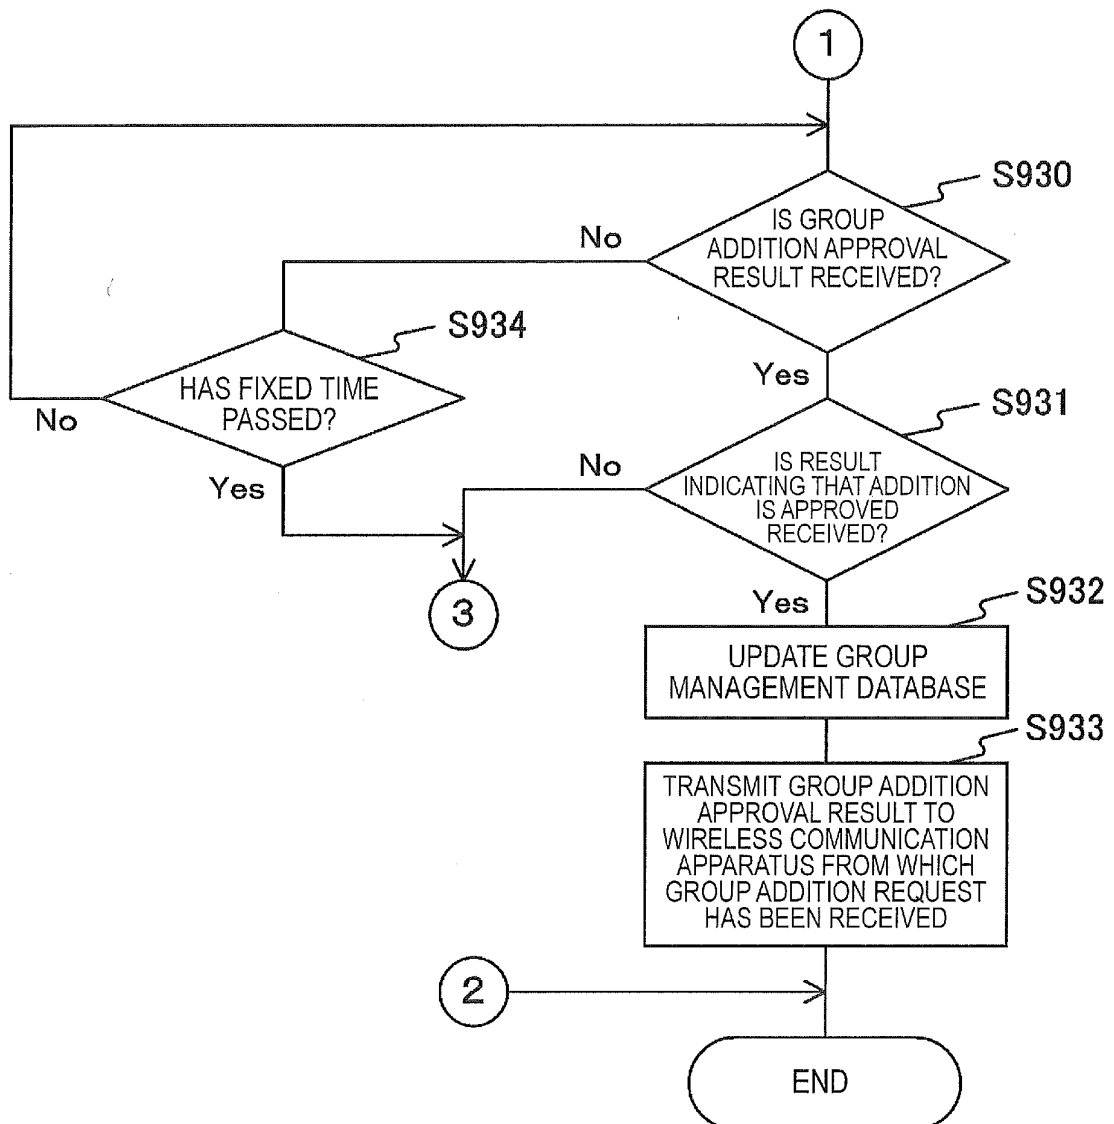 1
S930
IS GROUP
ADDITION APPROVAL
RESULT RECEIVED?
No
Yes
S934
HAS FIXED TIME
PASSED?
No
Yes
S931
IS RESULT
INDICATING THAT ADDITION
IS APPROVED
RECEIVED?
No
Yes
3
S932
UPDATE GROUP
MANAGEMENT DATABASE
S933
TRANSMIT GROUP ADDITION
APPROVAL RESULT TO
WIRELESS COMMUNICATION
APPARATUS FROM WHICH
GROUP ADDITION REQUEST
HAS BEEN RECEIVED
2
END